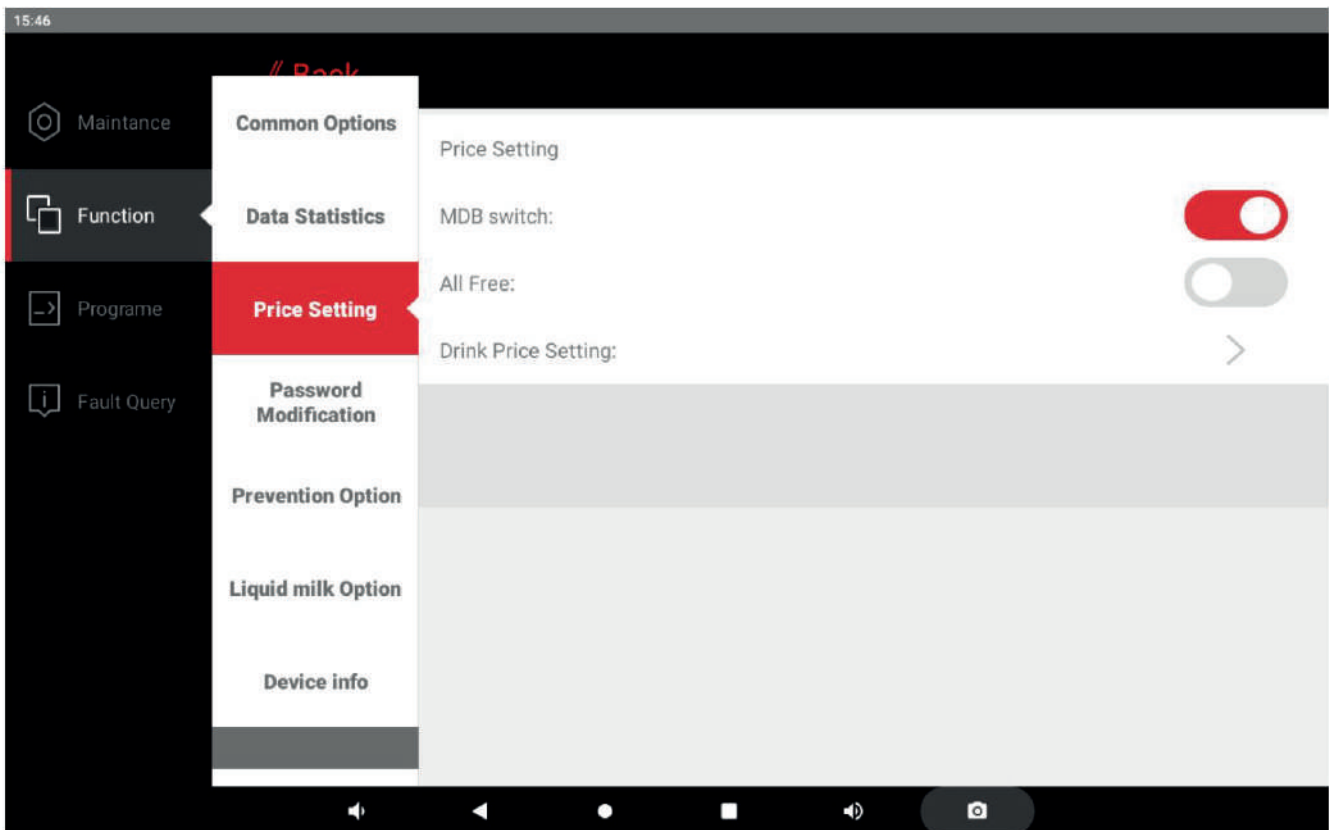 15:46
// Back
Maintance
Function
Programe
Fault Query
Common Options
Data Statistics
Price Setting
Password
Modification
Prevention Option
Liquid milk Option
Device info
Price Setting
MDB switch:
All Free:
Drink Price Setting: